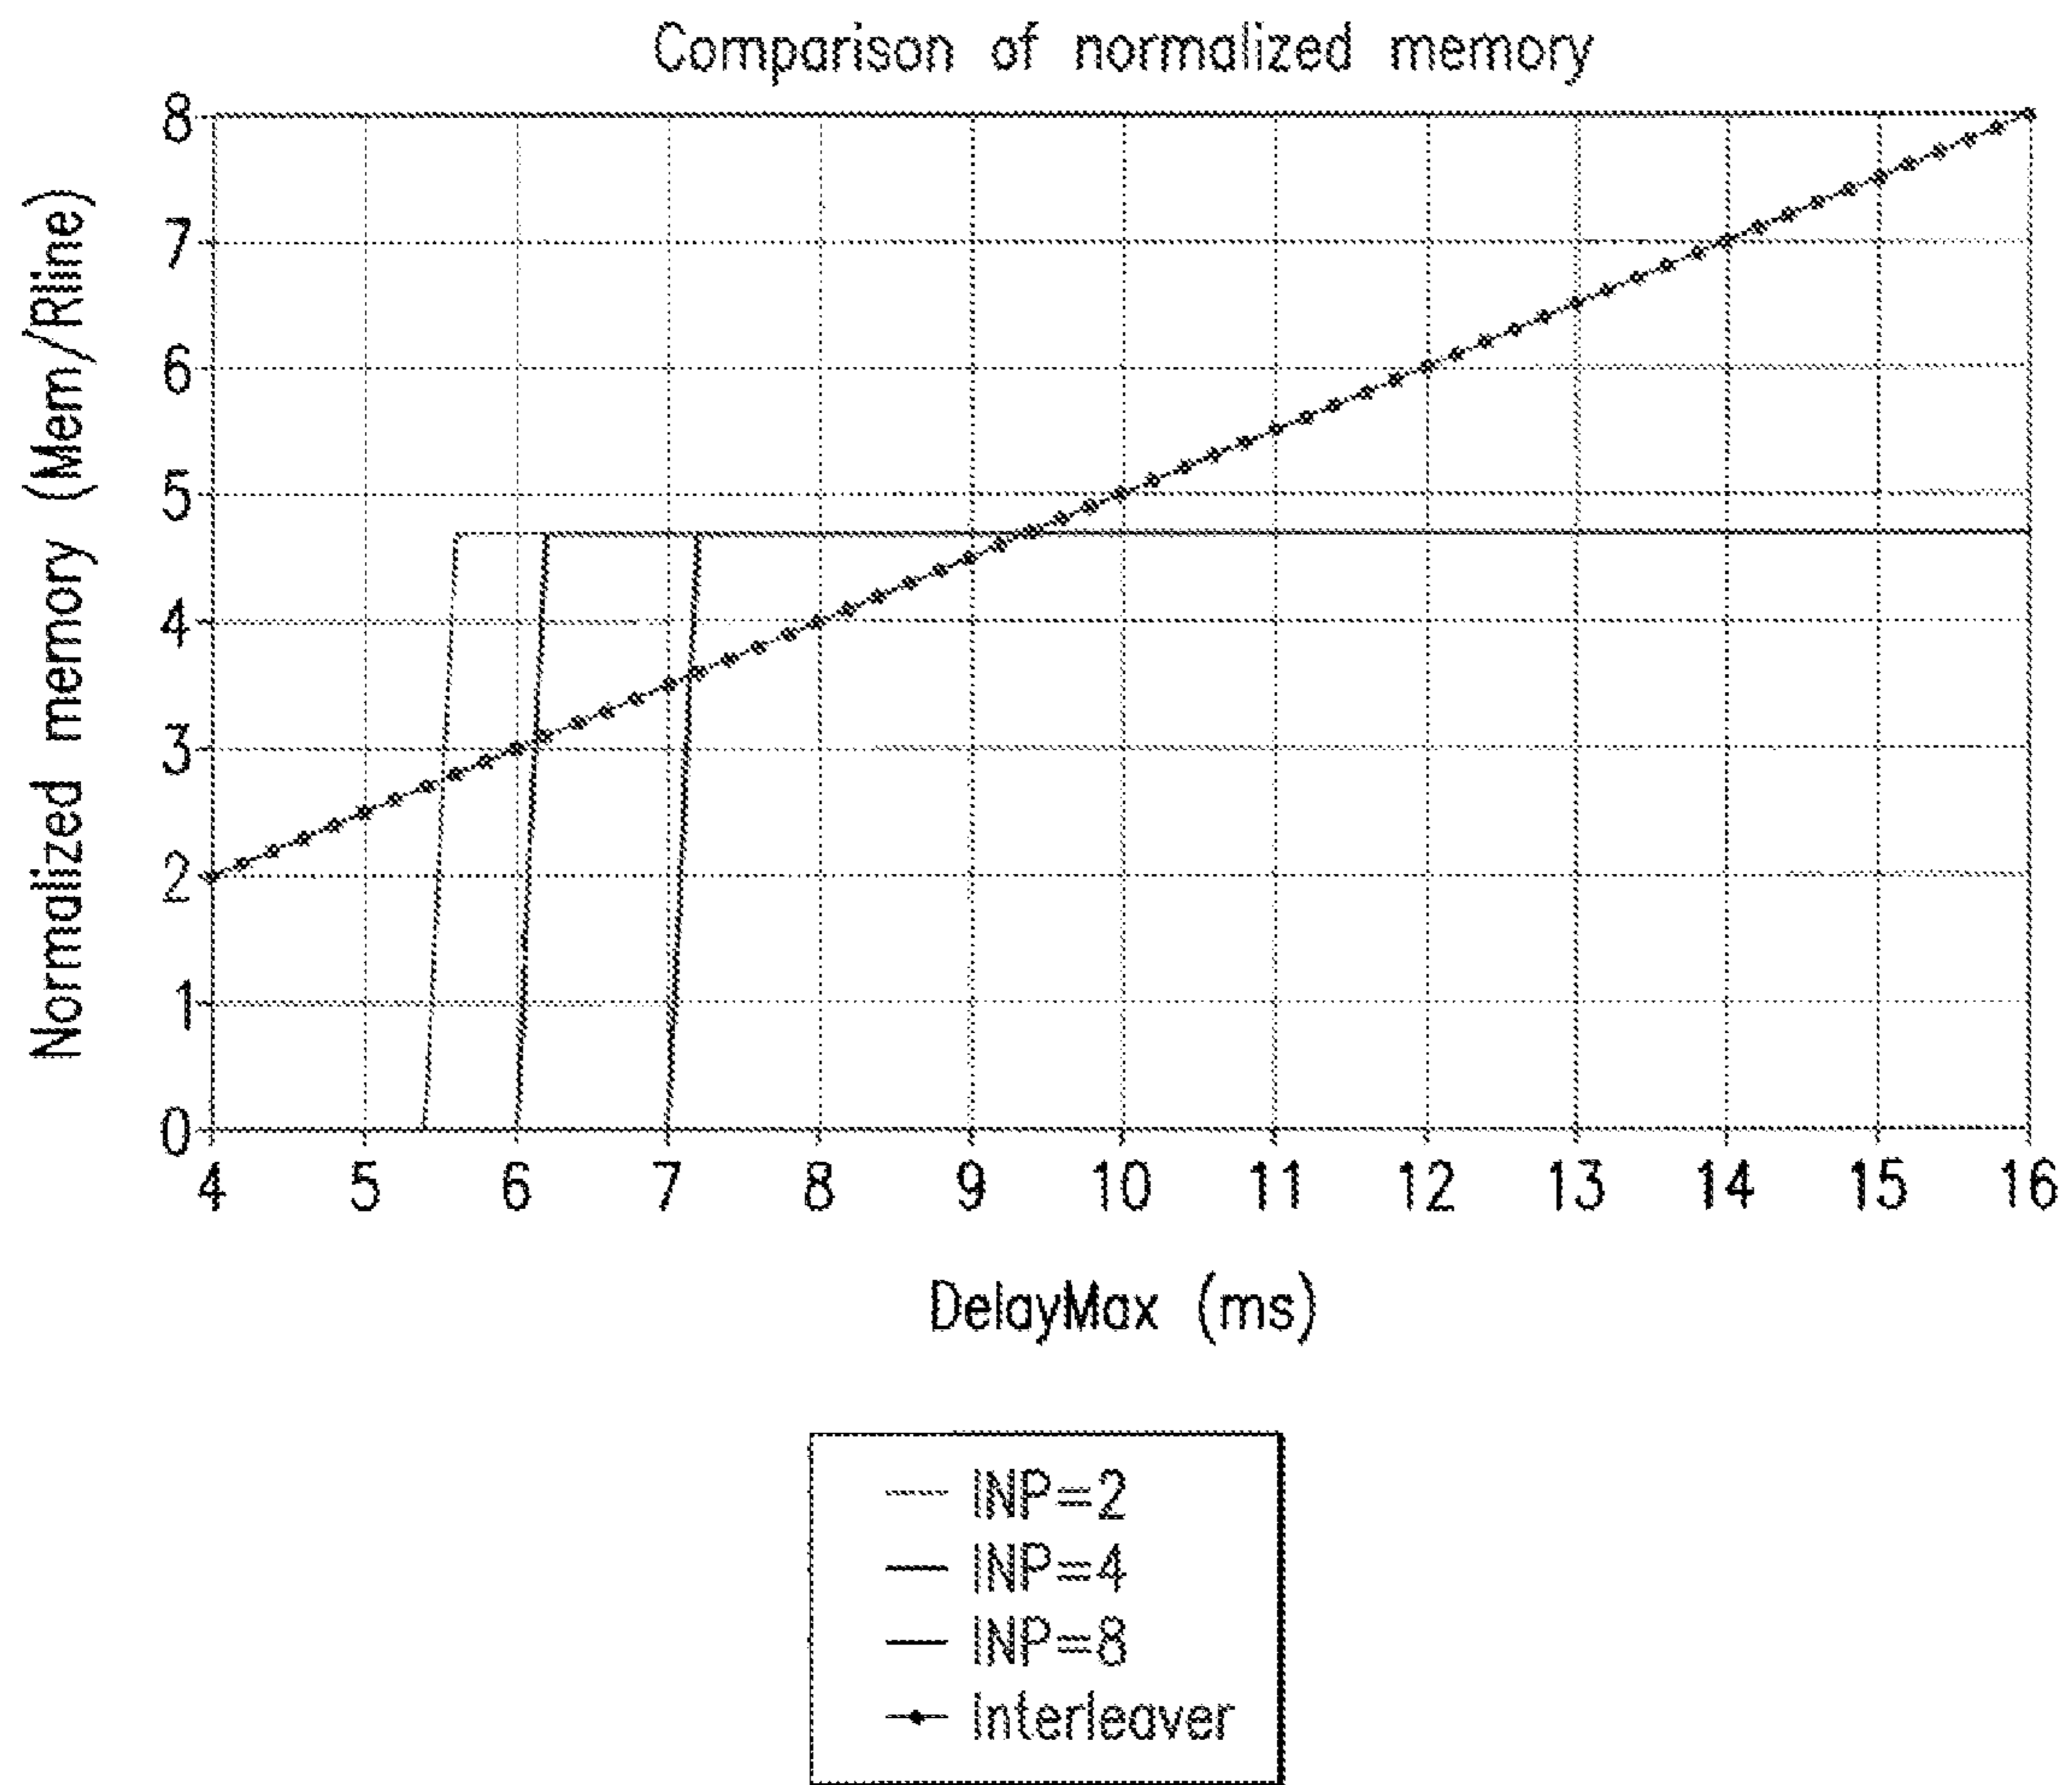 Comparison of normalized memory
Normalized memory (Mem/Rline)
8
7
6
5
4
3
2
1
0
4 5 6 7 8 9 10 11 12 13 14 15 16
DelayMax (ms)
INP=2
INP=4
INP=8
Interleaver